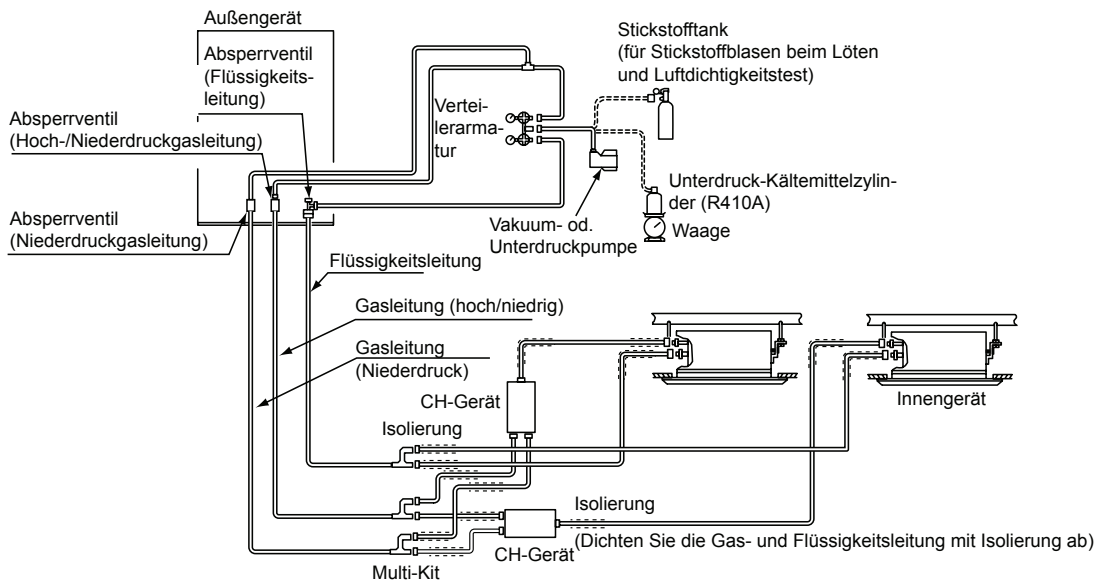 Außengerät
Absperrventil
(Flüssigkeits-
leitung)
Absperrventil
(Hoch-/Niederdruckgasleitung)
Absperrventil
(Niederdruckgasleitung)
Vertei-
lerarma-
tur
Stickstofftank
(für Stickstoffblasen beim Löten
und Luftdichtigkeitstest)
Vakuum- od.
Unterdruckpumpe
Unterdruck-Kältemittelzylin-
der (R410A)
Waage
Flüssigkeitsleitung
Gasleitung (hoch/niedrig)
Gasleitung
(Niederdruck)
CH-Gerät
Isolierung
Innengerät
Isolierung
(Dichten Sie die Gas- und Flüssigkeitsleitung mit Isolierung ab)
CH-Gerät
Multi-Kit